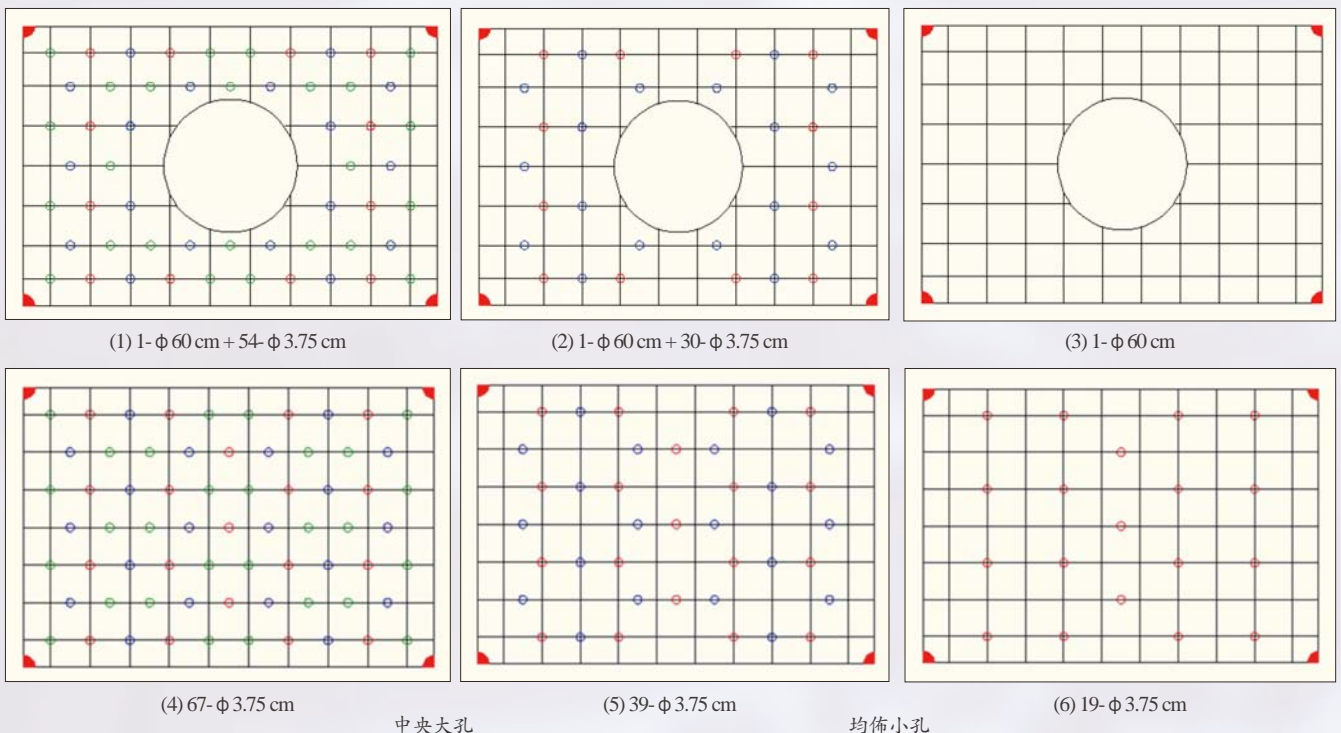 (1) 1-ϕ60 cm + 54-ϕ3.75 cm
(2) 1-ϕ60 cm + 30-ϕ3.75 cm
(3) 1-ϕ60 cm
(4) 67-ϕ3.75 cm
(5) 39-ϕ3.75 cm
(6) 19-ϕ3.75 cm
中央大孔
均佈小孔